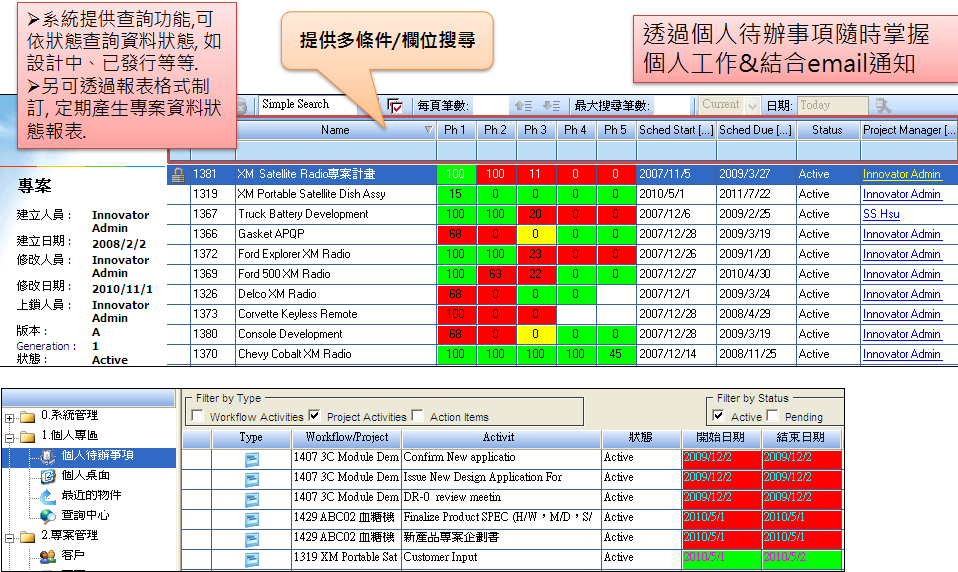 ➢系統提供查詢功能,可
依狀態查詢資料狀態, 如
設計中、已發行等等.
➢另可透過報表格式制
訂, 定期產生專案資料狀
態報表.
提供多條件/欄位搜尋
透過個人待辦事項隨時掌握
個人工作&結合email通知
Simple Search 每頁筆數: 最大搜尋筆數: Current 日期: Today
Name Ph 1 Ph 2 Ph 3 Ph 4 Ph 5 Sched Start [...] Sched Due [...] Status Project Manager [...
1381 XM Satellite Radio專案計畫 100 100 11 0 0 2007/11/5 2009/3/27 Active Innovator Admin
1319 XM Portable Satellite Dish Assy 15 0 0 0 0 2010/5/1 2011/7/22 Active Innovator Admin
1367 Truck Battery Development 100 100 20 0 0 2007/12/6 2009/2/25 Active SS Hsu
1366 Gasket APQP 68 0 0 0 0 2007/12/28 2009/3/19 Active Innovator Admin
1372 Ford Explorer XM Radio 100 100 23 0 0 2007/12/26 2009/1/20 Active Innovator Admin
1369 Ford 500 XM Radio 100 63 22 0 0 2007/12/27 2010/4/30 Active Innovator Admin
1326 Delco XM Radio 68 0 0 0 2007/12/1 2009/3/24 Active Innovator Admin
1373 Corvette Keyless Remote 100 0 0 2007/12/28 2008/4/29 Active Innovator Admin
1380 Console Development 68 0 0 0 0 2007/12/28 2009/3/19 Active Innovator Admin
1370 Chevy Cobalt XM Radio 100 100 100 100 45 2007/12/14 2008/11/25 Active Innovator Admin
專案
建立人員 : Innovator
Admin
建立日期 : 2008/2/2
修改人員 : Innovator
Admin
修改日期 : 2010/11/1
上鎖人員 : Innovator
Admin
版本 : A
Generation : 1
狀態 : Active
0.系統管理
1.個人專區
個人待辦事項
個人桌面
最近的物件
查詢中心
2.專案管理
客戶
Filter by Type Filter by Status
Workflow Activities Project Activities Action Items Active Pending
Type Workflow/Project Activit 狀態 開始日期 結束日期
1407 3C Module Dem Confirm New applicatio Active 2009/12/2 2009/12/2
1407 3C Module Dem Issue New Design Application For Active 2009/12/2 2009/12/2
1407 3C Module Dem DR-0 review meetin Active 2009/12/2 2009/12/2
1429 ABC02 血糖機 Finalize Product SPEC (H/W，M/D，S/ Active 2010/5/1 2010/5/1
1429 ABC02 血糖機 新產品專案企劃書 Active 2010/5/1 2010/5/1
1319 XM Portable Sat Customer Input Active 2010/5/1 2010/5/1